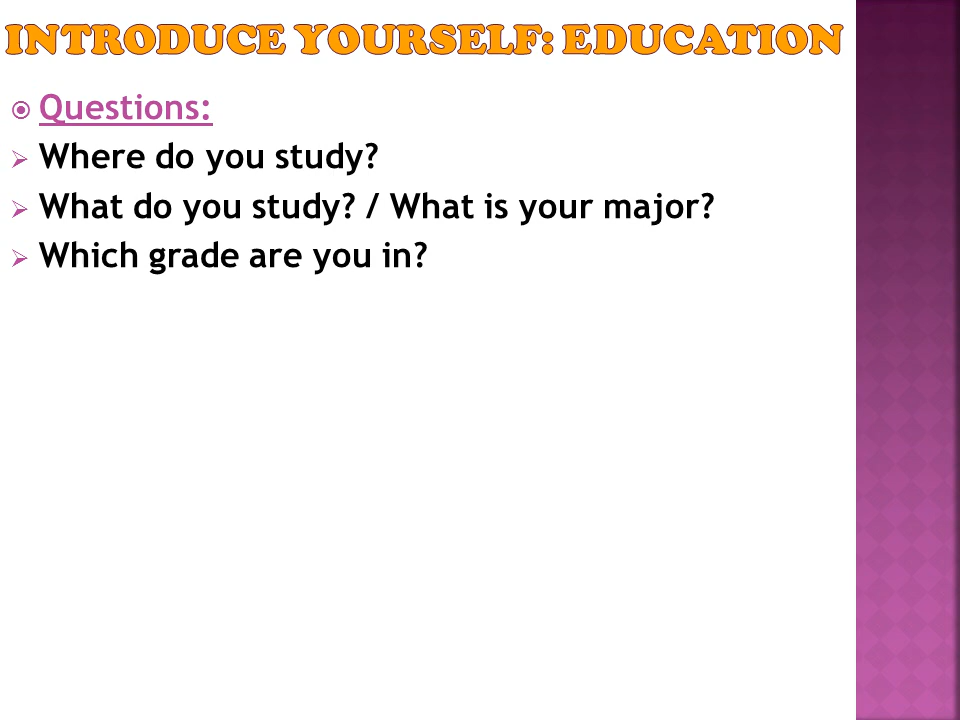 INTRODUCE YOURSELF: EDUCATION
Questions:
Where do you study?
What do you study? / What is your major?
Which grade are you in?